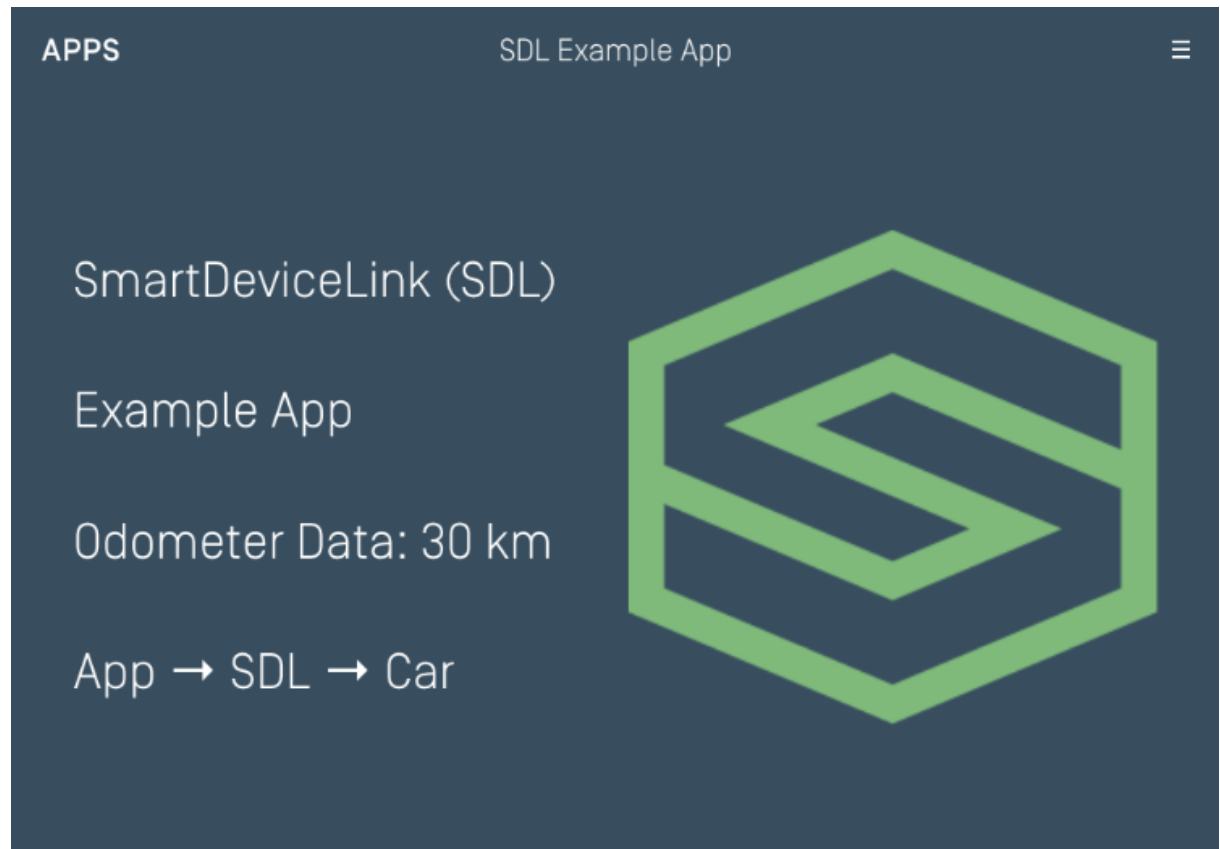 APPS
SDL Example App
SmartDeviceLink (SDL)
Example App
Odometer Data: 30 km
App → SDL → Car